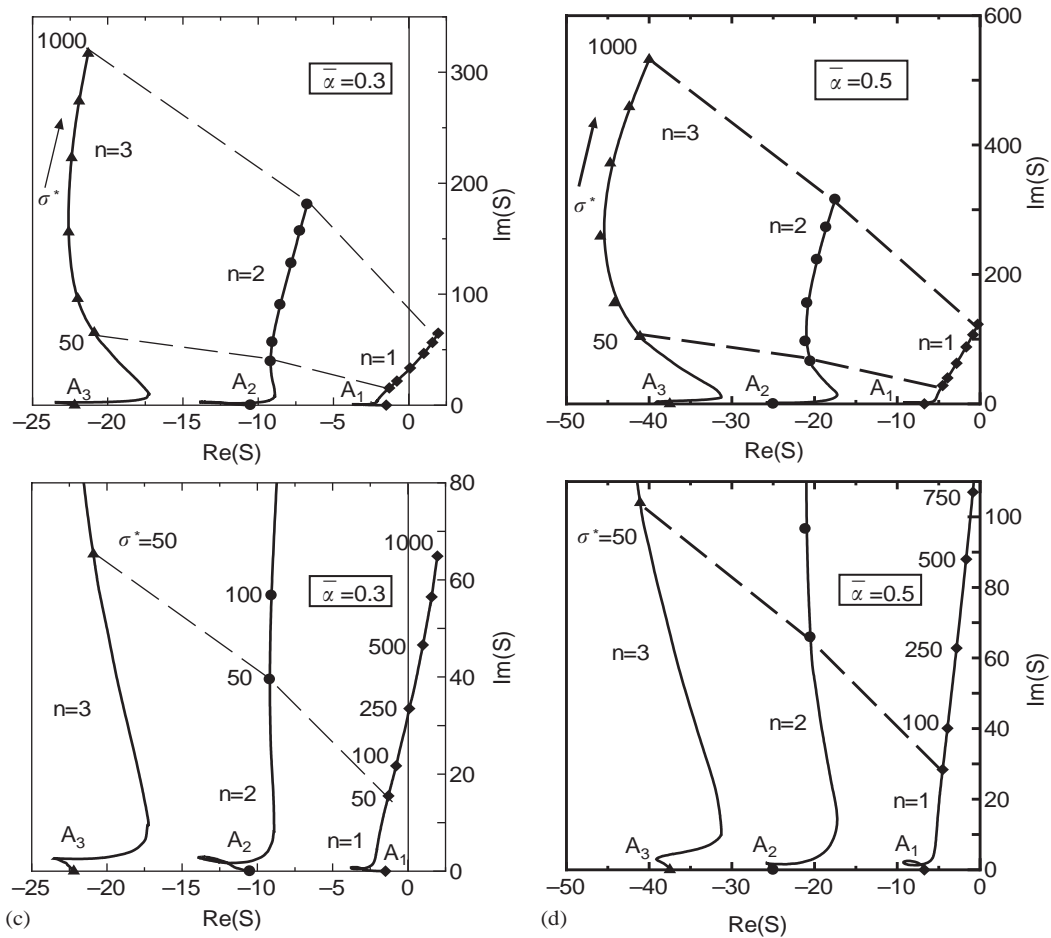 1000
α̅=0.3
300
n=3
σ*
200
Im(S)
n=2
100
50
n=1
A3
A2
A1
0
−25 −20 −15 −10 −5 0
Re(S)
600
1000
α̅=0.5
n=3
400
σ*
Im(S)
n=2
200
50
n=1
A3
A2
A1
0
−50 −40 −30 −20 −10 0
Re(S)
80
σ*=50
1000
60
100
α̅=0.3
500
Im(S)
50
40
n=3
250
100
20
n=2
50
A3
A2
n=1
A1
0
−25 −20 −15 −10 −5 0
(c)
Re(S)
750
100
σ*=50
500
80
α̅=0.5
Im(S)
60
n=3
250
40
n=2
100
20
n=1
A3
A2
A1
0
−50 −40 −30 −20 −10 0
(d)
Re(S)